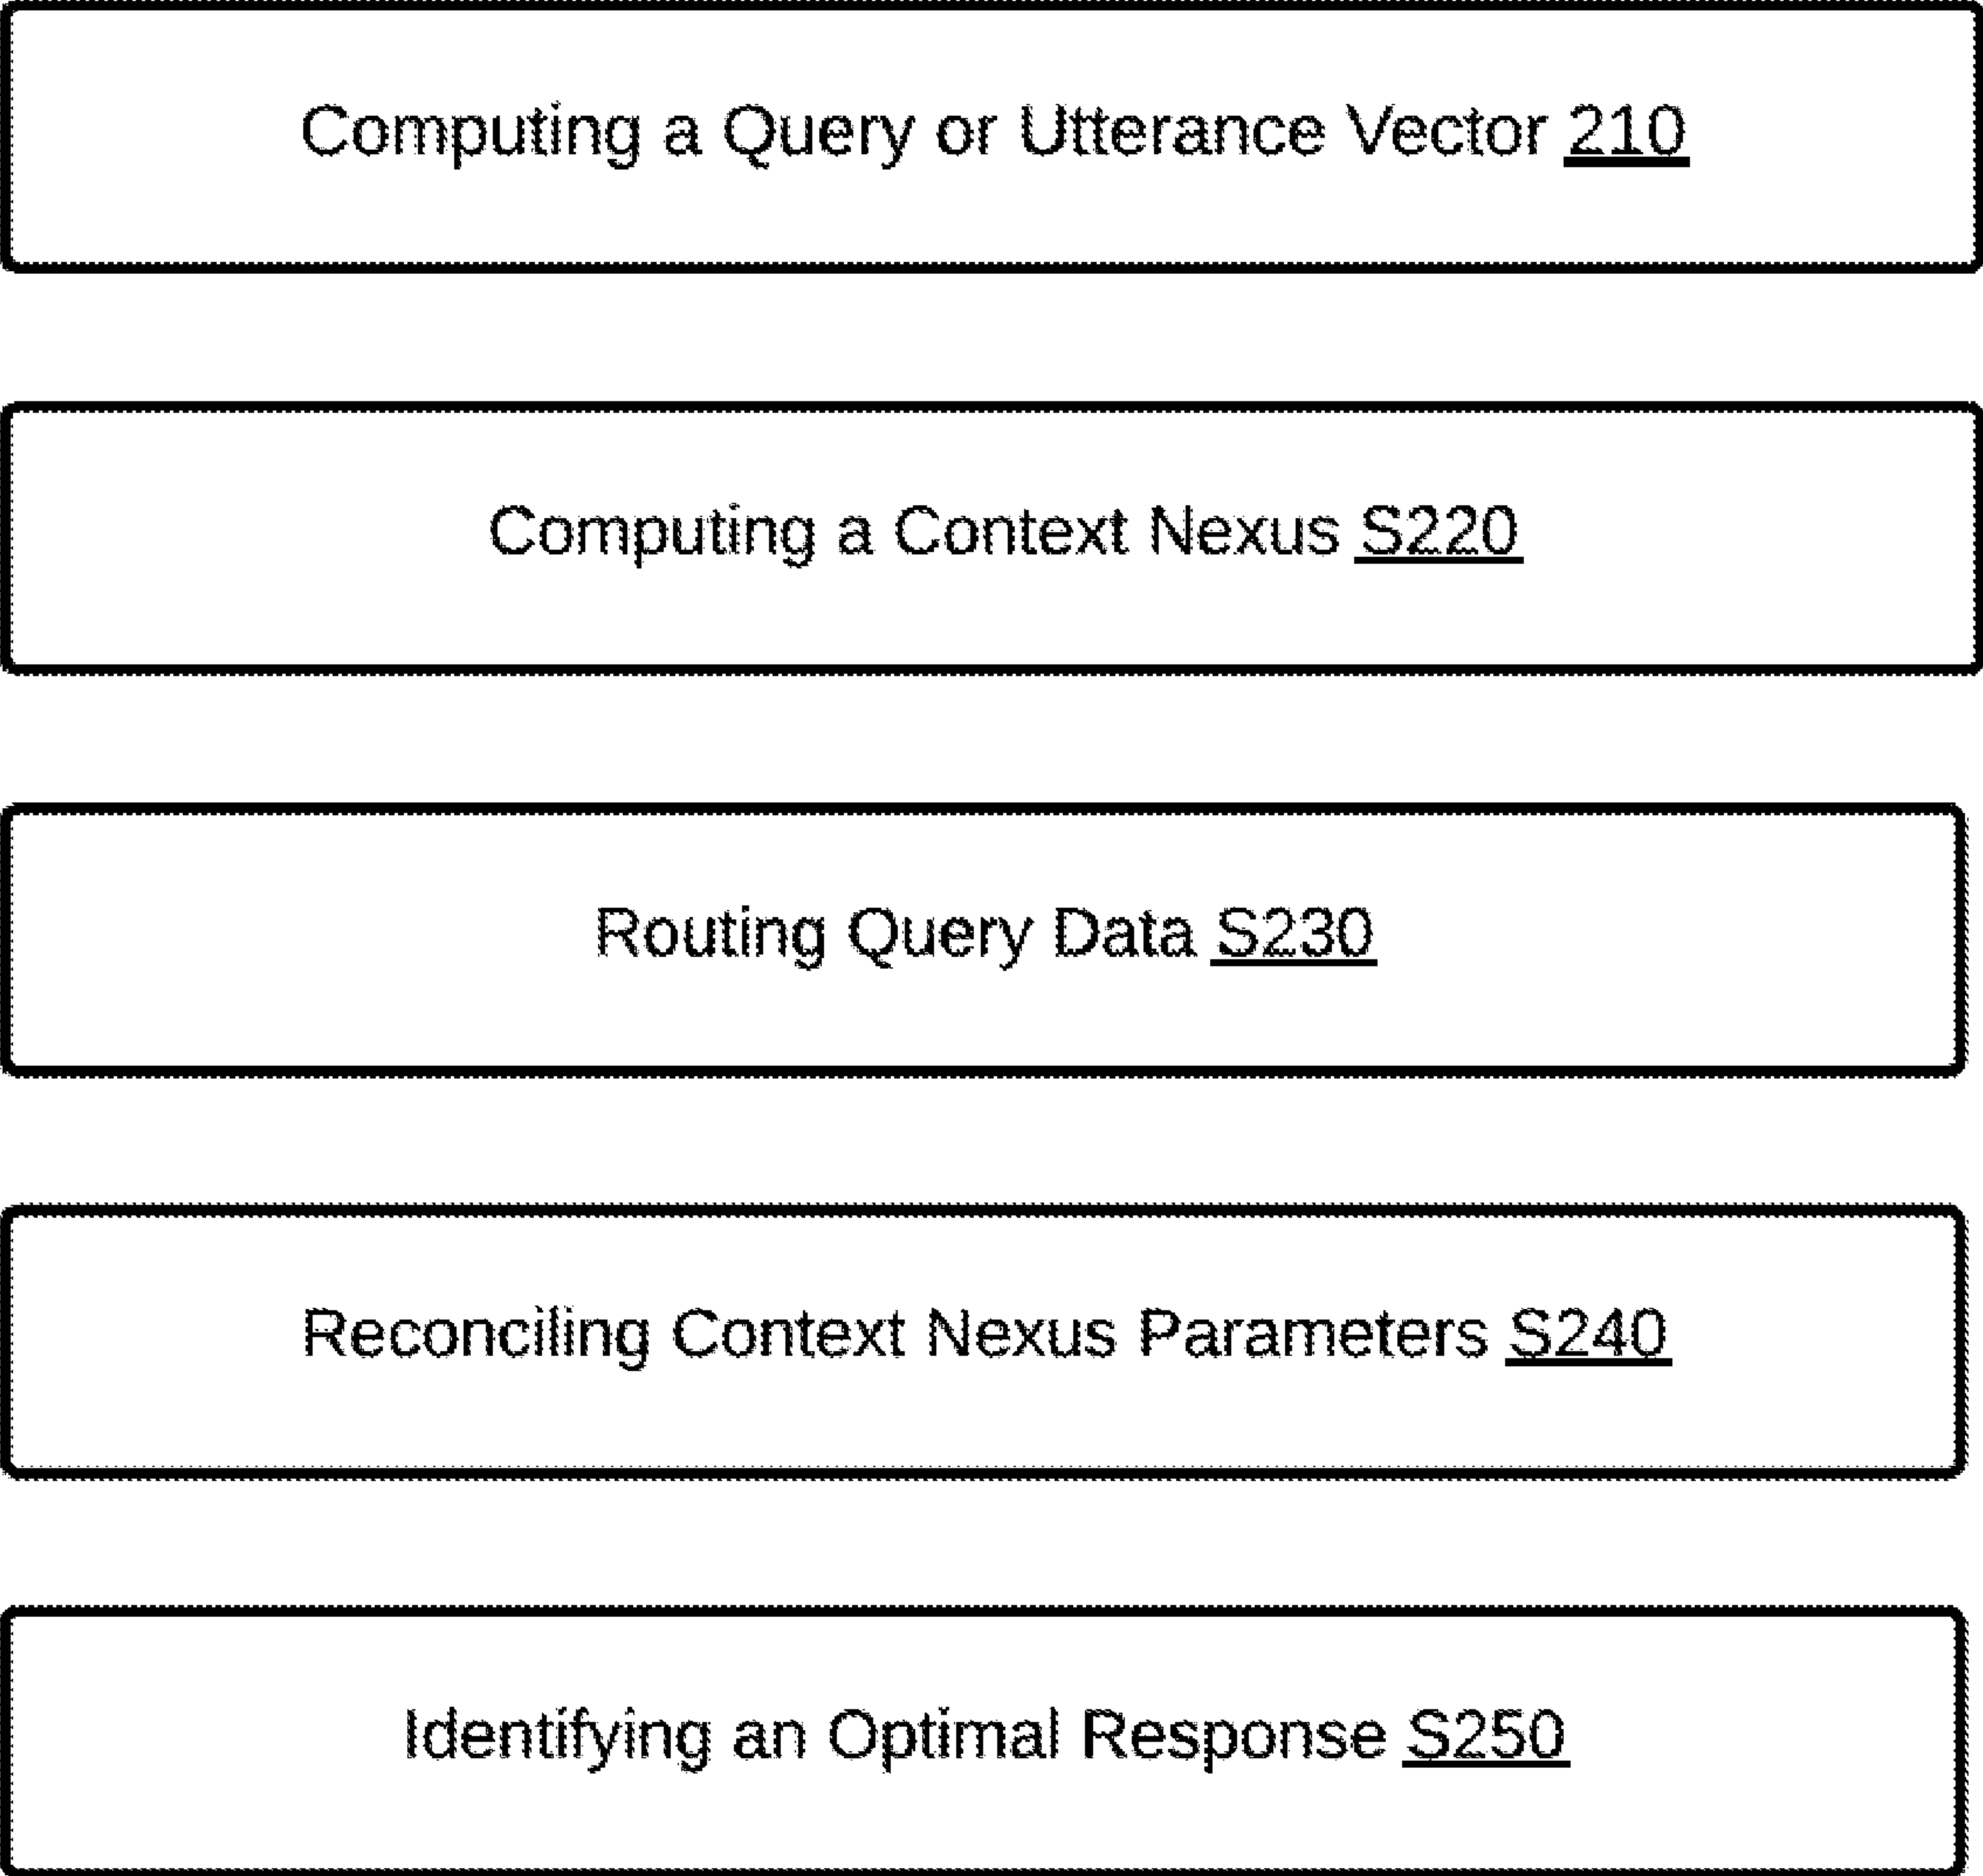 Computing a Query or Utterance Vector 210
Computing a Context Nexus S220
Routing Query Data S230
Reconciling Context Nexus Parameters S240
Identifying an Optimal Response S250